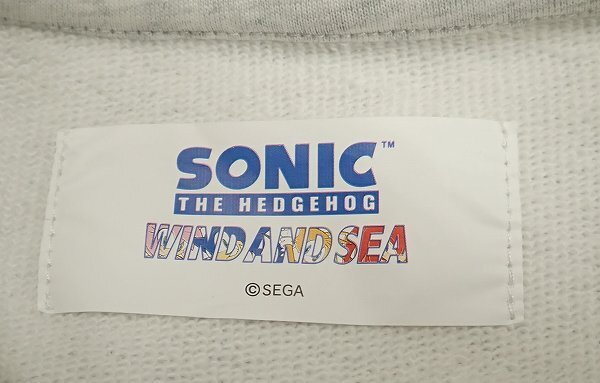 SONIC™
THE HEDGEHOG
WIND AND SEA
©SEGA